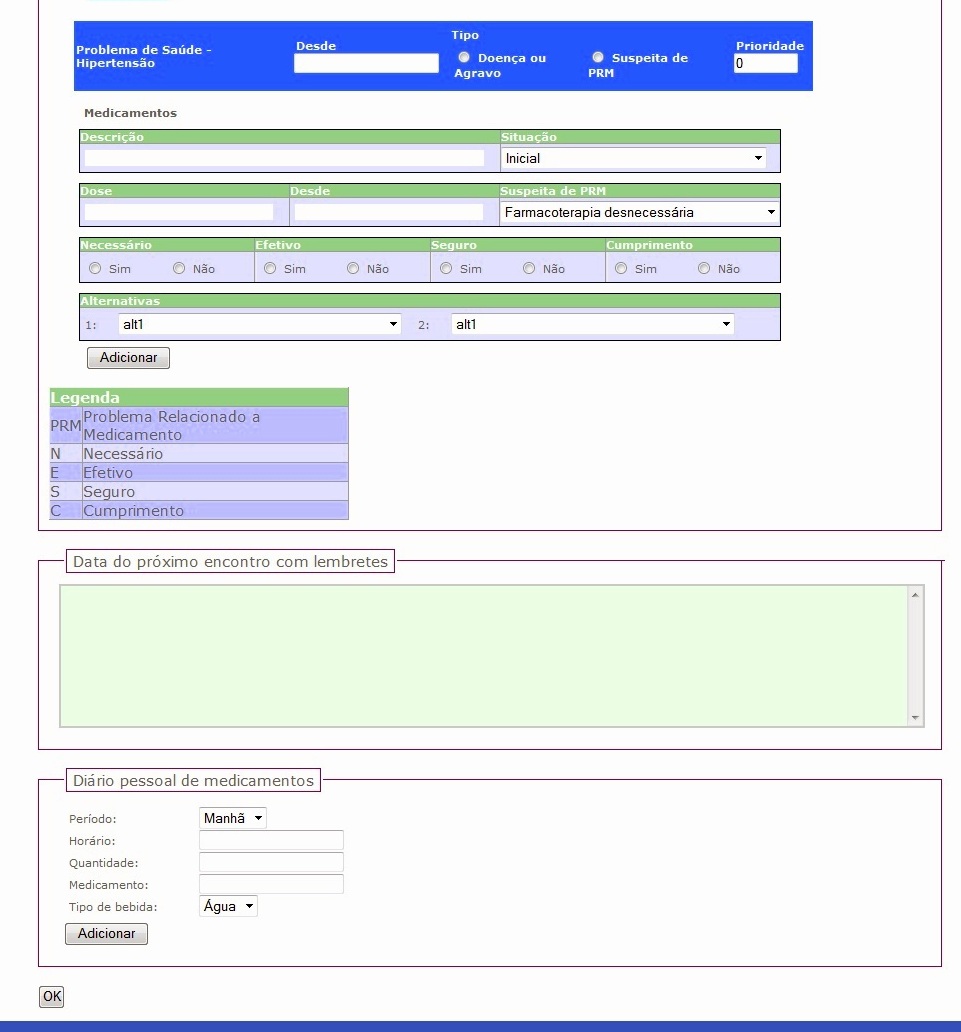 Tipo
Problema de Saúde - Desde Prioridade
Hipertensão Doença ou Suspeita de 0
Agravo PRM
Medicamentos
Descrição Situação
Inicial
Dose Desde Suspeita de PRM
Farmacoterapia desnecessária
Necessário Efetivo Seguro Cumprimento
Sim Não Sim Não Sim Não Sim Não
Alternativas
1: alt1 2: alt1
Adicionar
Legenda
PRM Problema Relacionado a
Medicamento
N Necessário
E Efetivo
S Seguro
C Cumprimento
Data do próximo encontro com lembretes
Diário pessoal de medicamentos
Período: Manhã
Horário:
Quantidade:
Medicamento:
Tipo de bebida: Água
Adicionar
OK